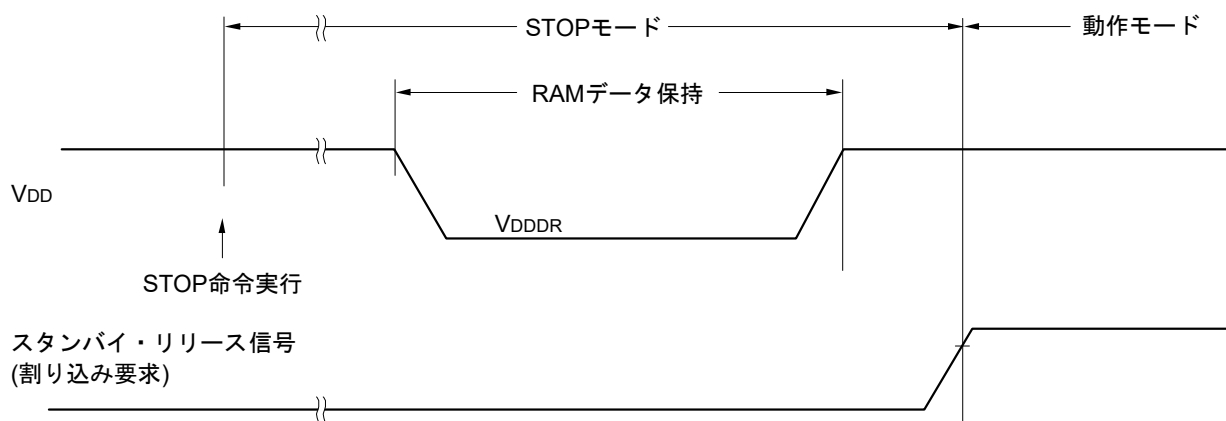 STOPモード
動作モード
RAMデータ保持
VDD
VDDDR
STOP命令実行
スタンバイ・リリース信号
(割り込み要求)